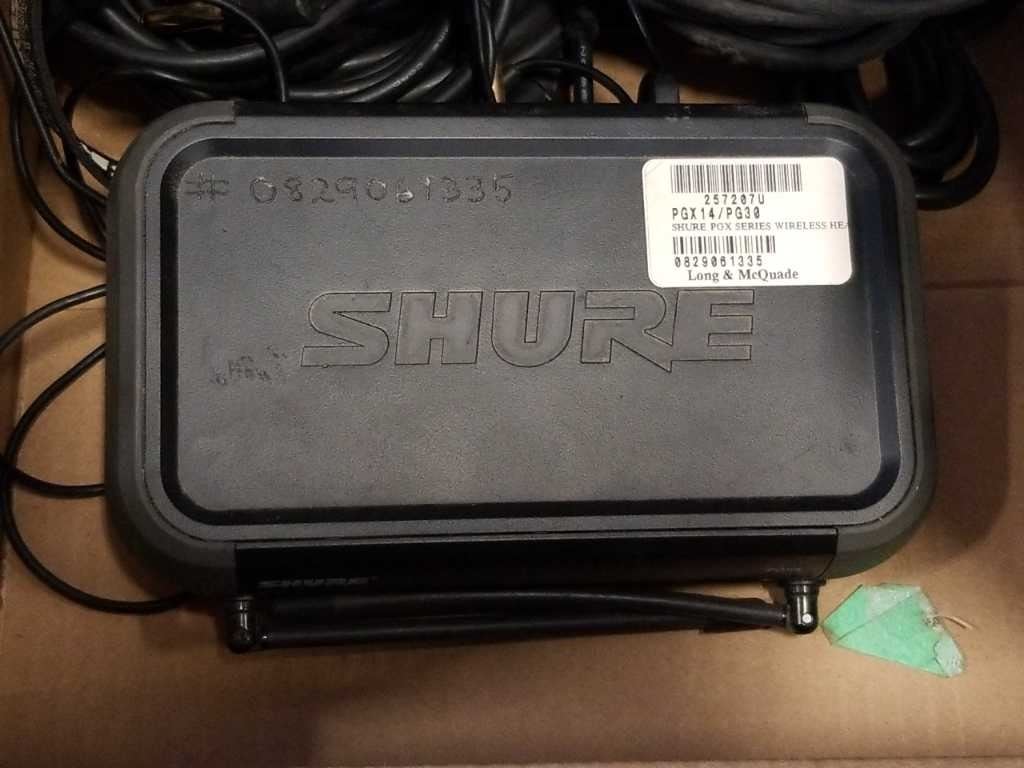 # 0829061335
257207U
PGX14/PG30
SHURE PGX SERIES WIRELESS HEA
0829061335
Long & McQuade
SHURE
SHURE